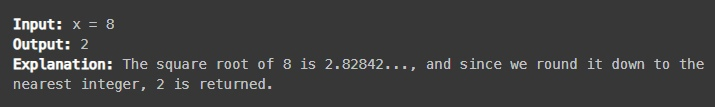 Input: x = 8
Output: 2
Explanation: The square root of 8 is 2.82842..., and since we round it down to the
nearest integer, 2 is returned.